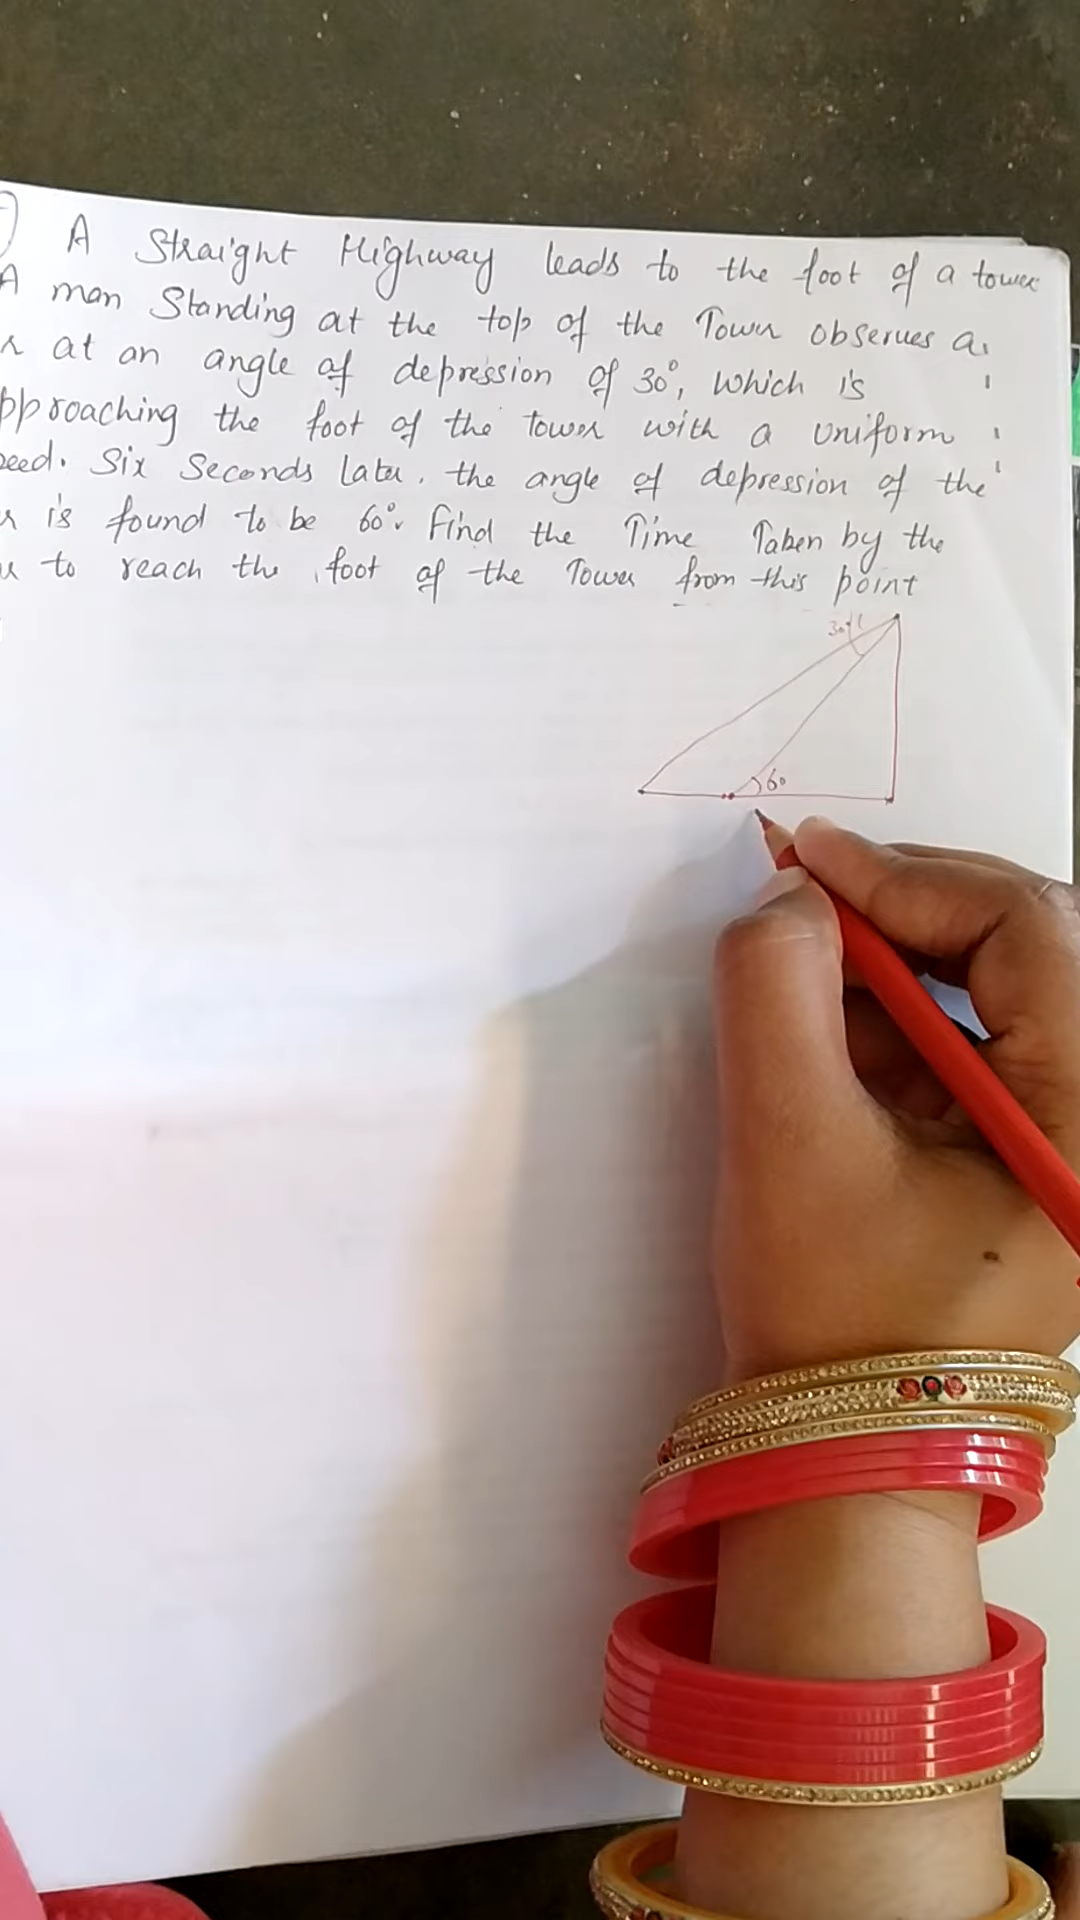 A Straight Highway leads to the foot of a tower
A man Standing at the top of the Tower observes a
at an angle of depression of 30°, which is
pproaching the foot of the tower with a uniform
peed. Six Seconds later, the angle of depression of the
is found to be 60°. Find the Time Taken by the
to reach the foot of the Tower from this point
30°
60